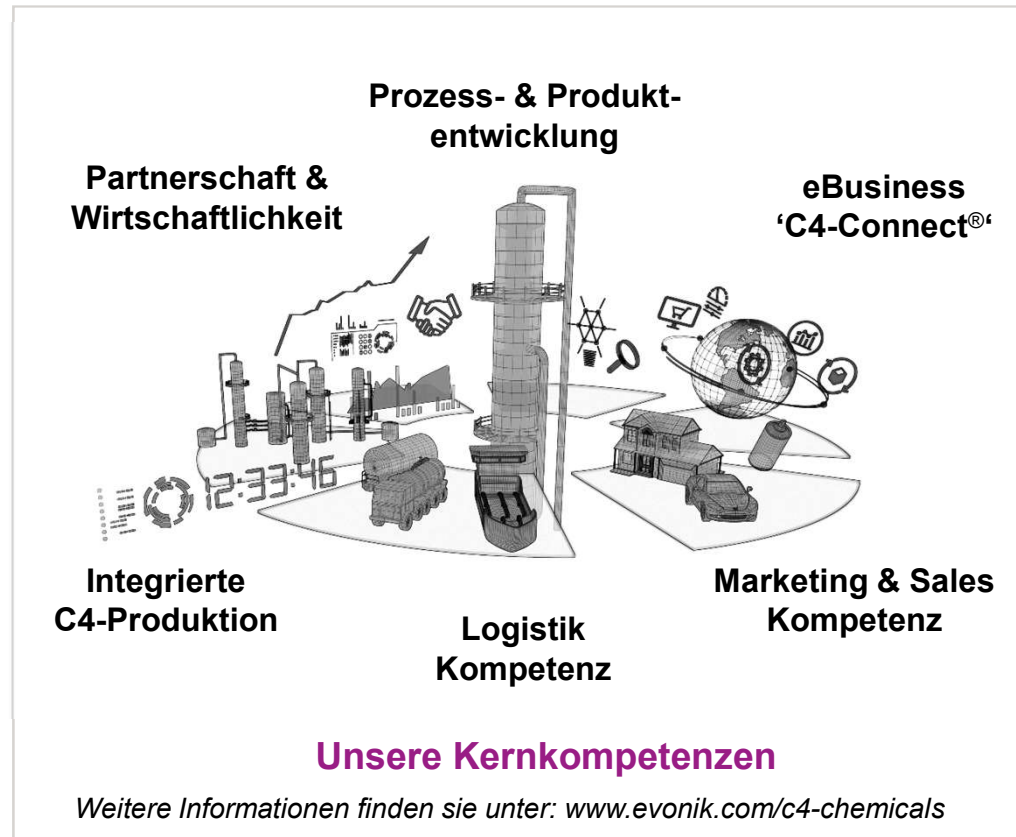 Prozess- & Produkt-
entwicklung
Partnerschaft &
Wirtschaftlichkeit
eBusiness
‘C4-Connect®‘
12:33:46
Integrierte
C4-Produktion
Logistik
Kompetenz
Marketing & Sales
Kompetenz
Unsere Kernkompetenzen
Weitere Informationen finden sie unter: www.evonik.com/c4-chemicals